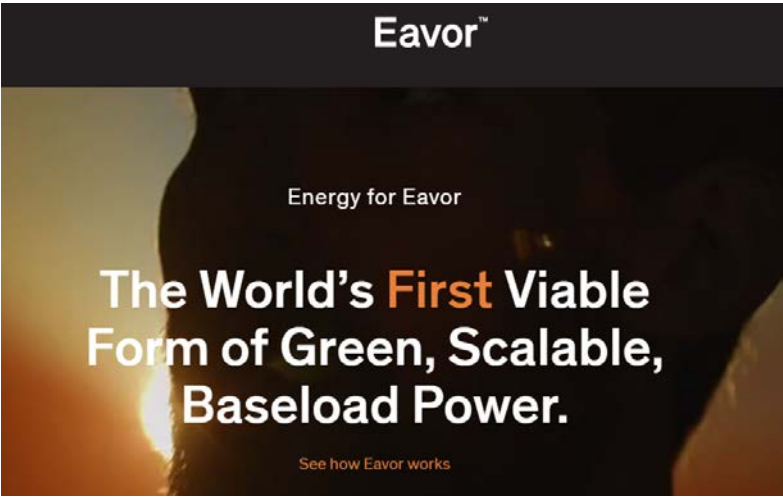 Eavor™
Energy for Eavor
The World's First Viable
Form of Green, Scalable,
Baseload Power.
See how Eavor works